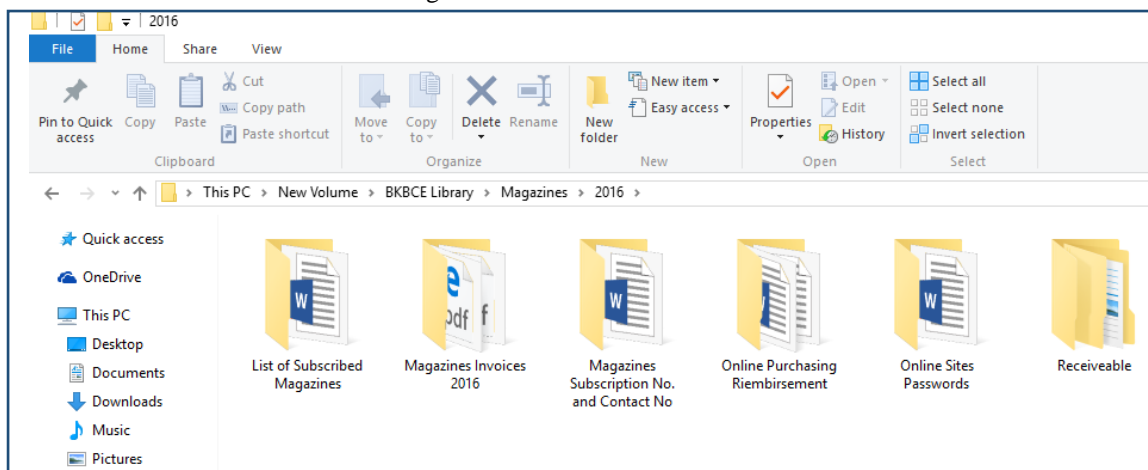 2016
File Home Share View
Pin to Quick access
Copy
Paste
Cut
Copy path
Paste shortcut
Clipboard
Move to
Copy to
Delete
Rename
Organize
New folder
New item
Easy access
New
Properties
Open
Edit
History
Open
Select all
Select none
Invert selection
Select
This PC > New Volume > BKBCE Library > Magazines > 2016 >
Quick access
OneDrive
This PC
Desktop
Documents
Downloads
Music
Pictures
W
List of Subscribed
Magazines
e
pdf f
Magazines Invoices
2016
W
Magazines
Subscription No.
and Contact No
W
Online Purchasing
Riembirsement
W
Online Sites
Passwords
Receiveable